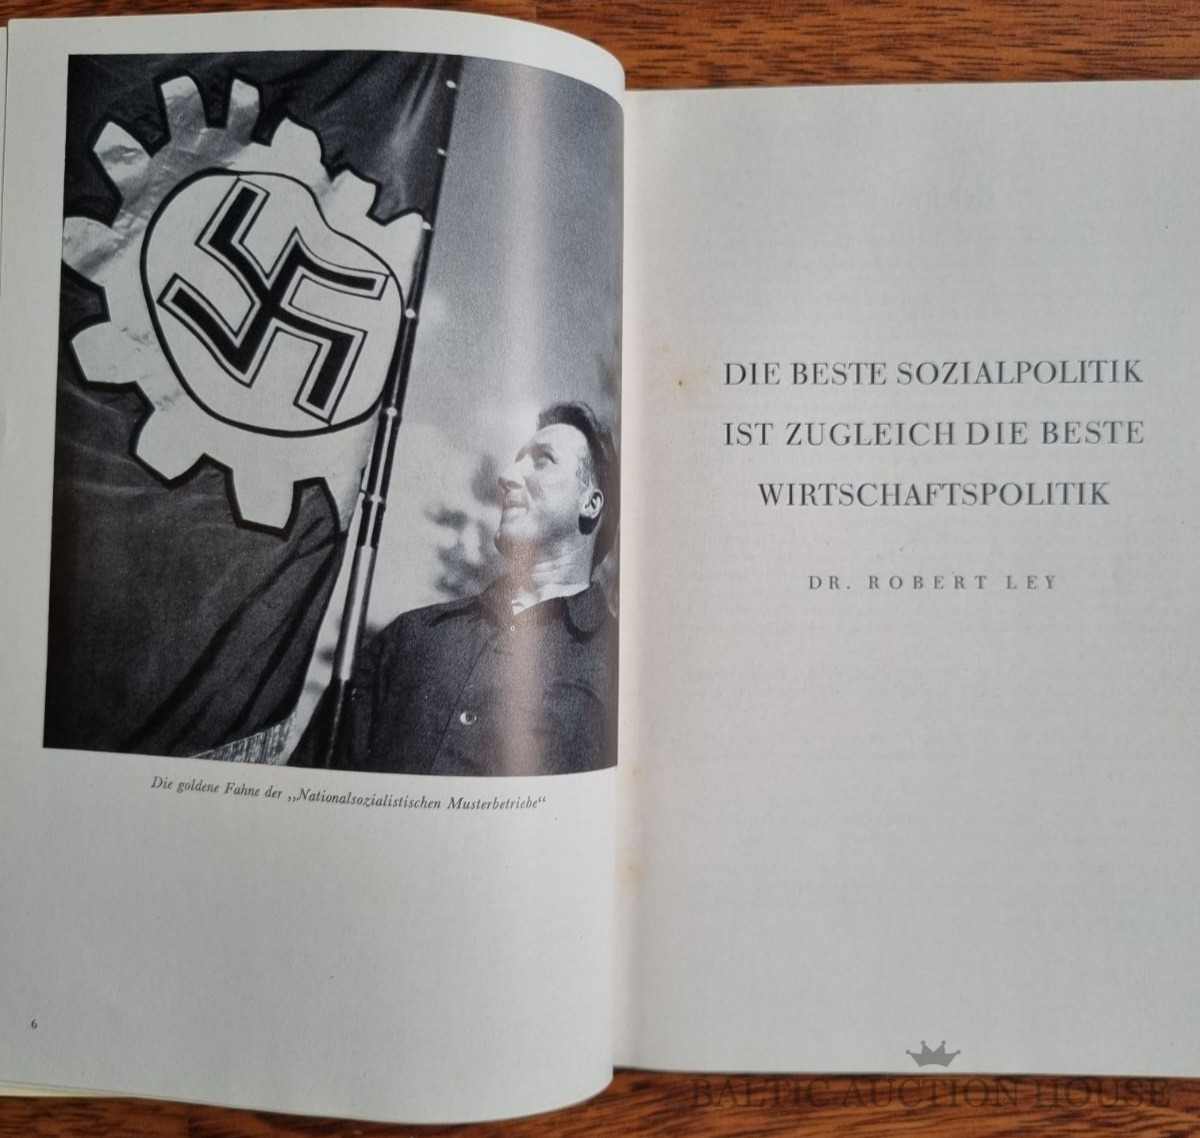 Die goldene Fahne der „Nationalsozialistischen Musterbetriebe“
6
DIE BESTE SOZIALPOLITIK
IST ZUGLEICH DIE BESTE
WIRTSCHAFTSPOLITIK
DR. ROBERT LEY
BALTIC AUCTION HOUSE